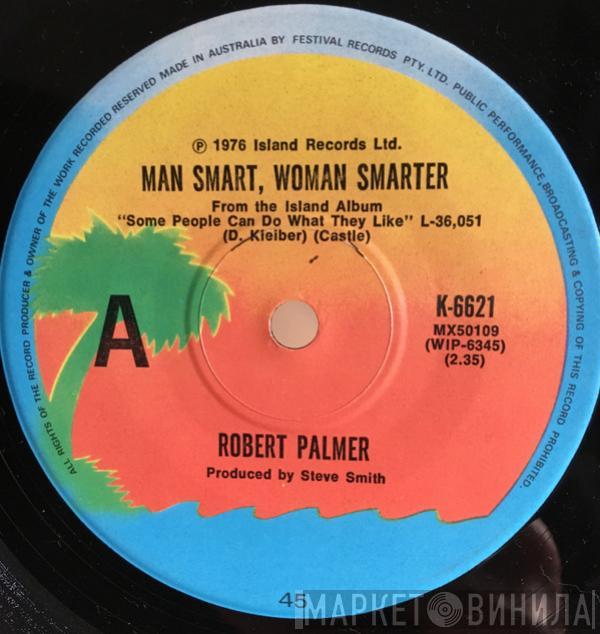 ALL RIGHTS OF THE RECORD PRODUCER & OWNER OF THE WORK RECORDED RESERVED MADE IN AUSTRALIA BY FESTIVAL RECORDS PTY. LTD. PUBLIC PERFORMANCE, BROADCASTING & COPYING OF THIS RECORD PROHIBITED.
℗ 1976 Island Records Ltd.
MAN SMART, WOMAN SMARTER
From the Island Album
"Some People Can Do What They Like" L-36,051
(D. Kleiber) (Castle)
A
K-6621
MX50109
(WIP-6345)
(2.35)
ROBERT PALMER
Produced by Steve Smith
45
МАРКЕТ ВИНИЛА